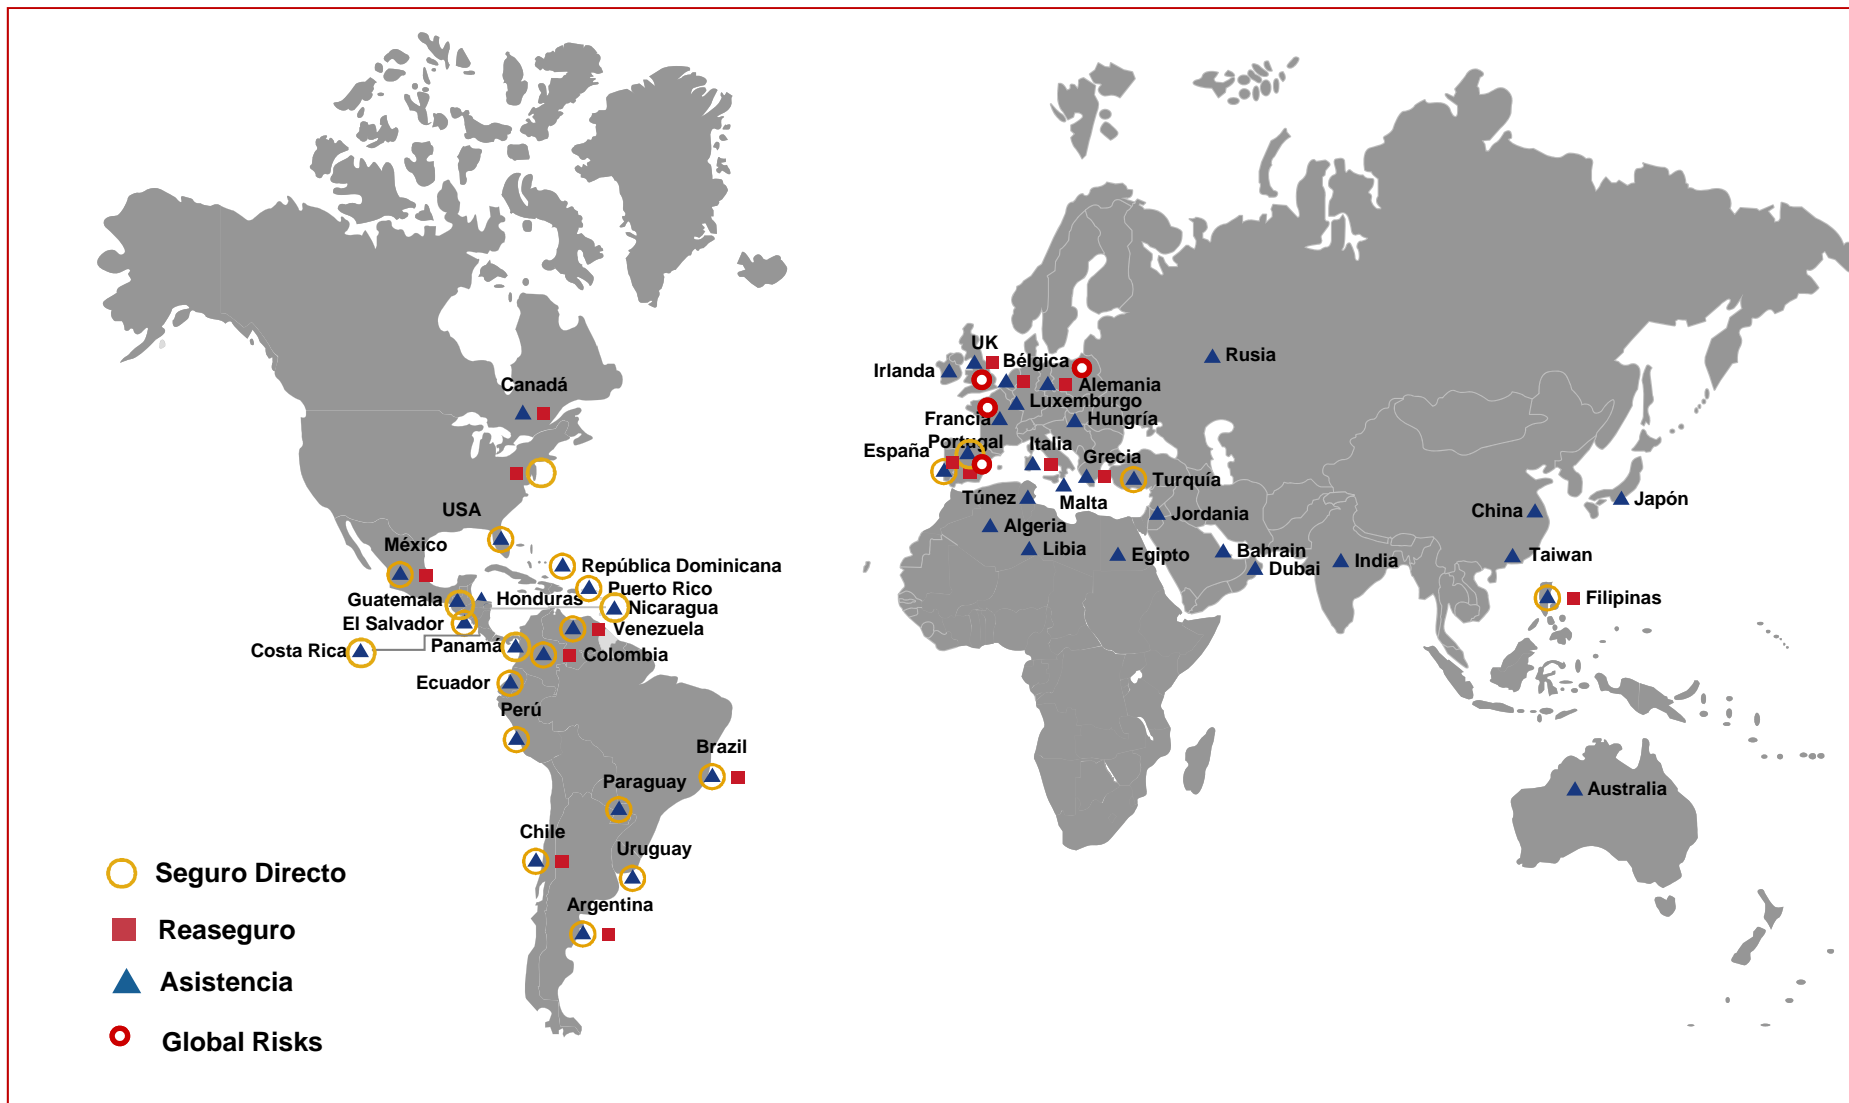 UK
Bélgica
Rusia
Irlanda
Canadá
Alemania
Luxemburgo
Francia
Hungría
Portugal
Italia
España
Grecia
Turquía
Túnez
Malta
Japón
USA
China
Jordania
Algeria
México
Libia
Egipto
Bahrain
Taiwan
República Dominicana
India
Dubai
Puerto Rico
Guatemala
Honduras
Nicaragua
Filipinas
El Salvador
Venezuela
Costa Rica
Panamá
Colombia
Ecuador
Perú
Brazil
Paraguay
Australia
Chile
Uruguay
Seguro Directo
Argentina
Reaseguro
Asistencia
Global Risks